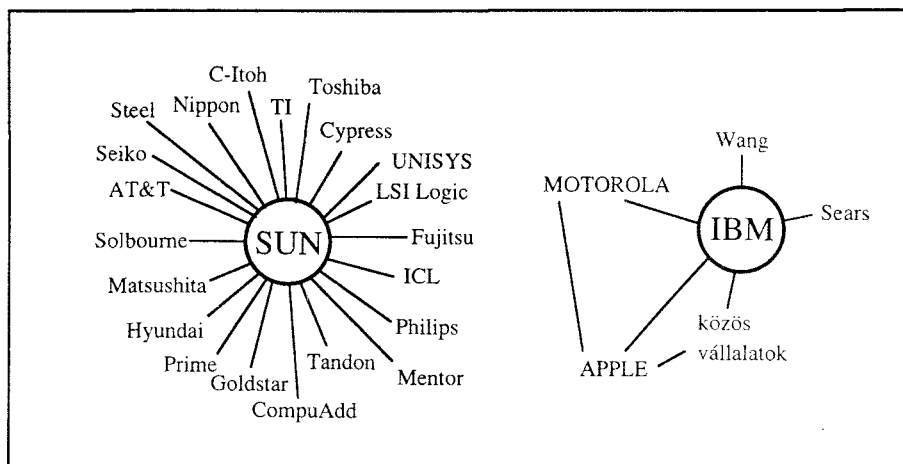 C-Itoh
Toshiba
Nippon
TI
Steel
Cypress
Seiko
UNISYS
AT&T
LSI Logic
SUN
Solbourne
Fujitsu
Matsushita
ICL
Hyundai
Philips
Prime
Tandon
Goldstar
Mentor
CompuAdd
Wang
MOTOROLA
Sears
IBM
közös
vállalatok
APPLE